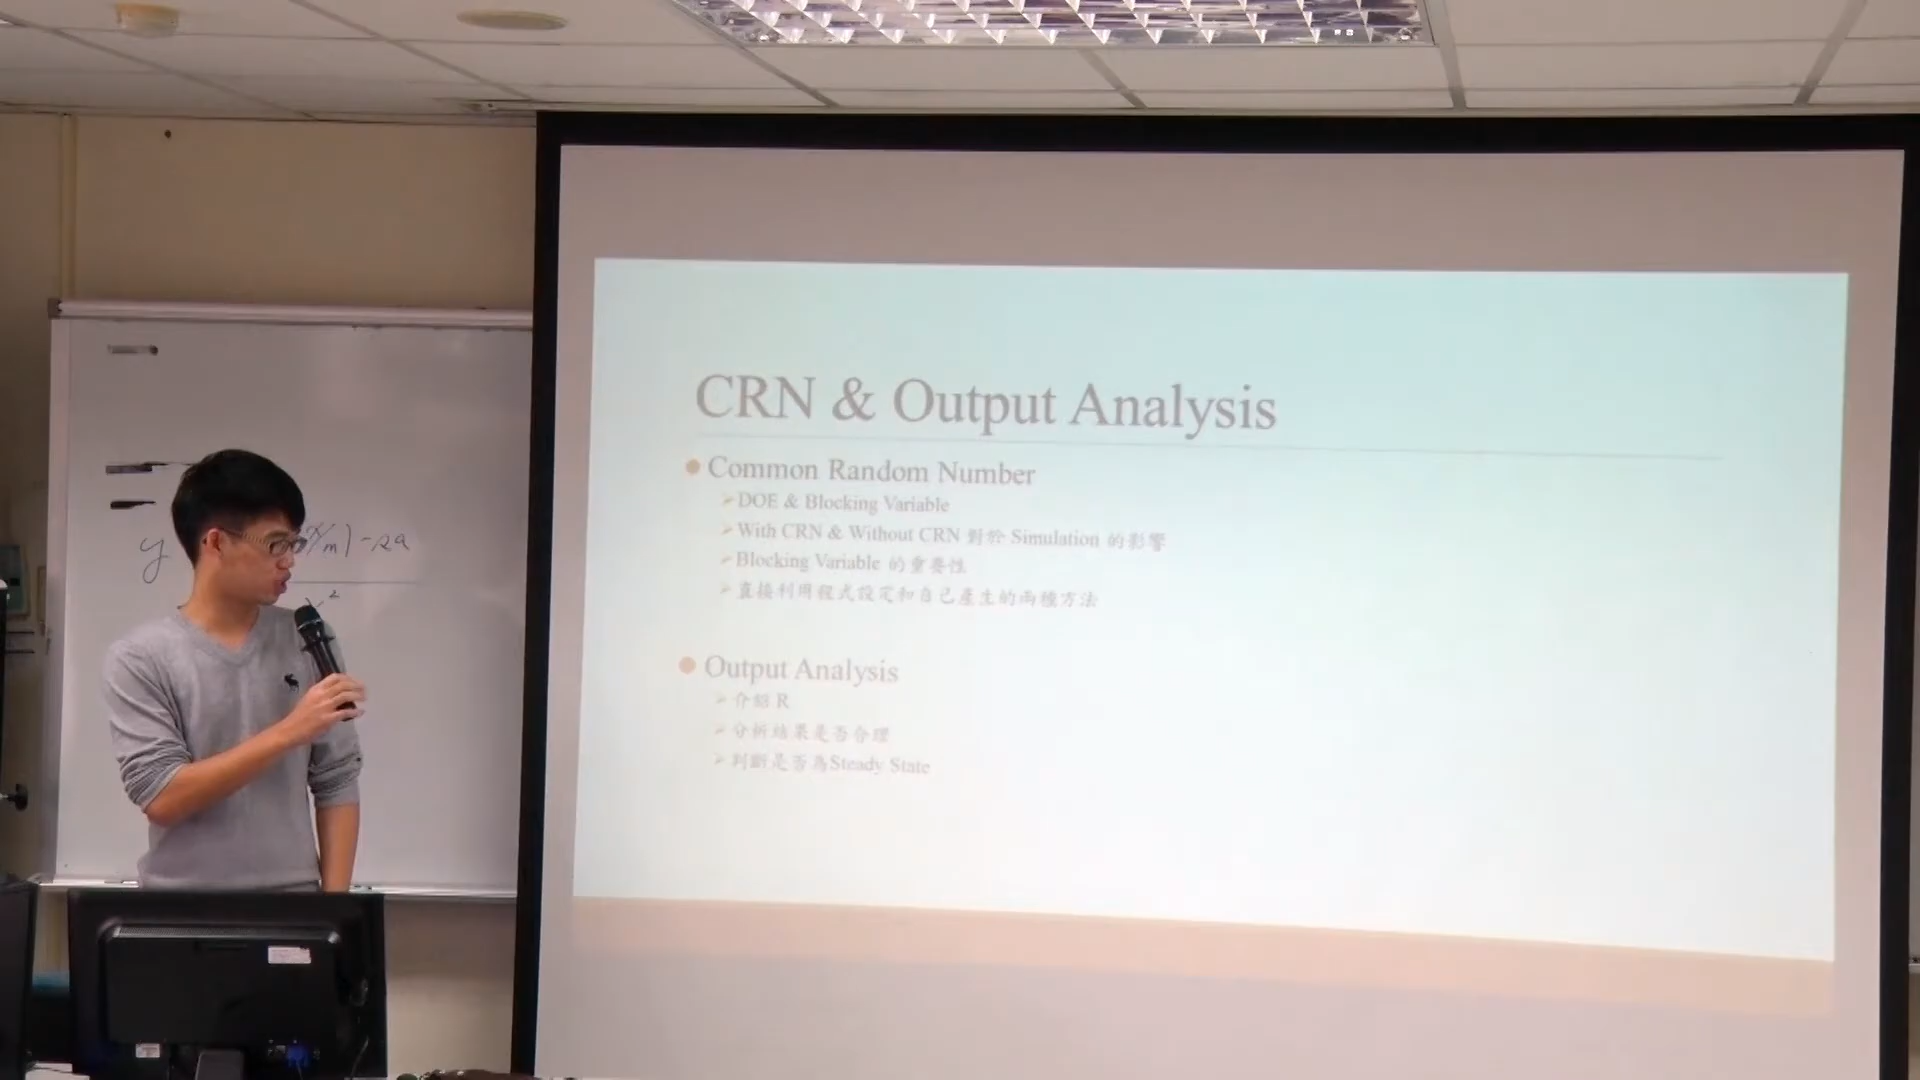 CRN & Output Analysis
Common Random Number
DOE & Blocking Variable
With CRN & Without CRN 對於 Simulation 的影響
Blocking Variable 的重要性
直接利用程式設定和自己產生的兩種方法
Output Analysis
介紹 R
分析結果是否合理
判斷是否為Steady State
y